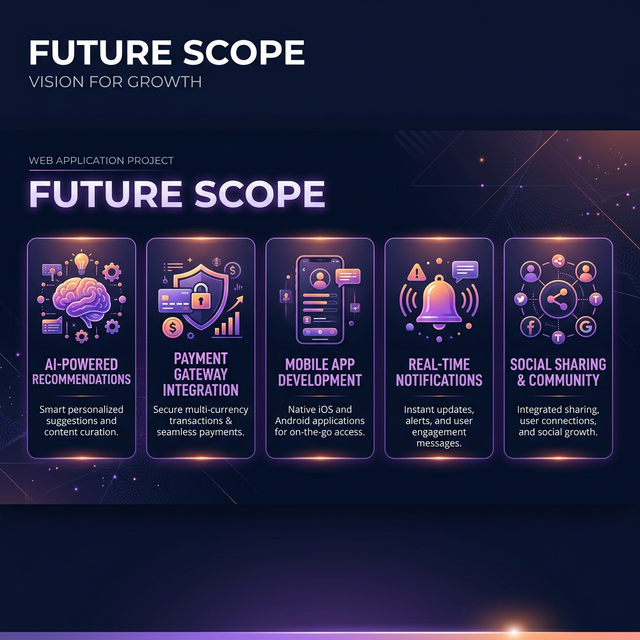 FUTURE SCOPE
VISION FOR GROWTH
WEB APPLICATION PROJECT
FUTURE SCOPE
AI-POWERED
RECOMMENDATIONS
Smart personalized
suggestions and
content curation.
PAYMENT
GATEWAY
INTEGRATION
Secure multi-currency
transactions &
seamless payments.
MOBILE APP
DEVELOPMENT
Native iOS and
Android applications
for on-the-go access.
REAL-TIME
NOTIFICATIONS
Instant updates,
alerts, and user
engagement
messages.
SOCIAL SHARING
& COMMUNITY
Integrated sharing,
user connections,
and social growth.